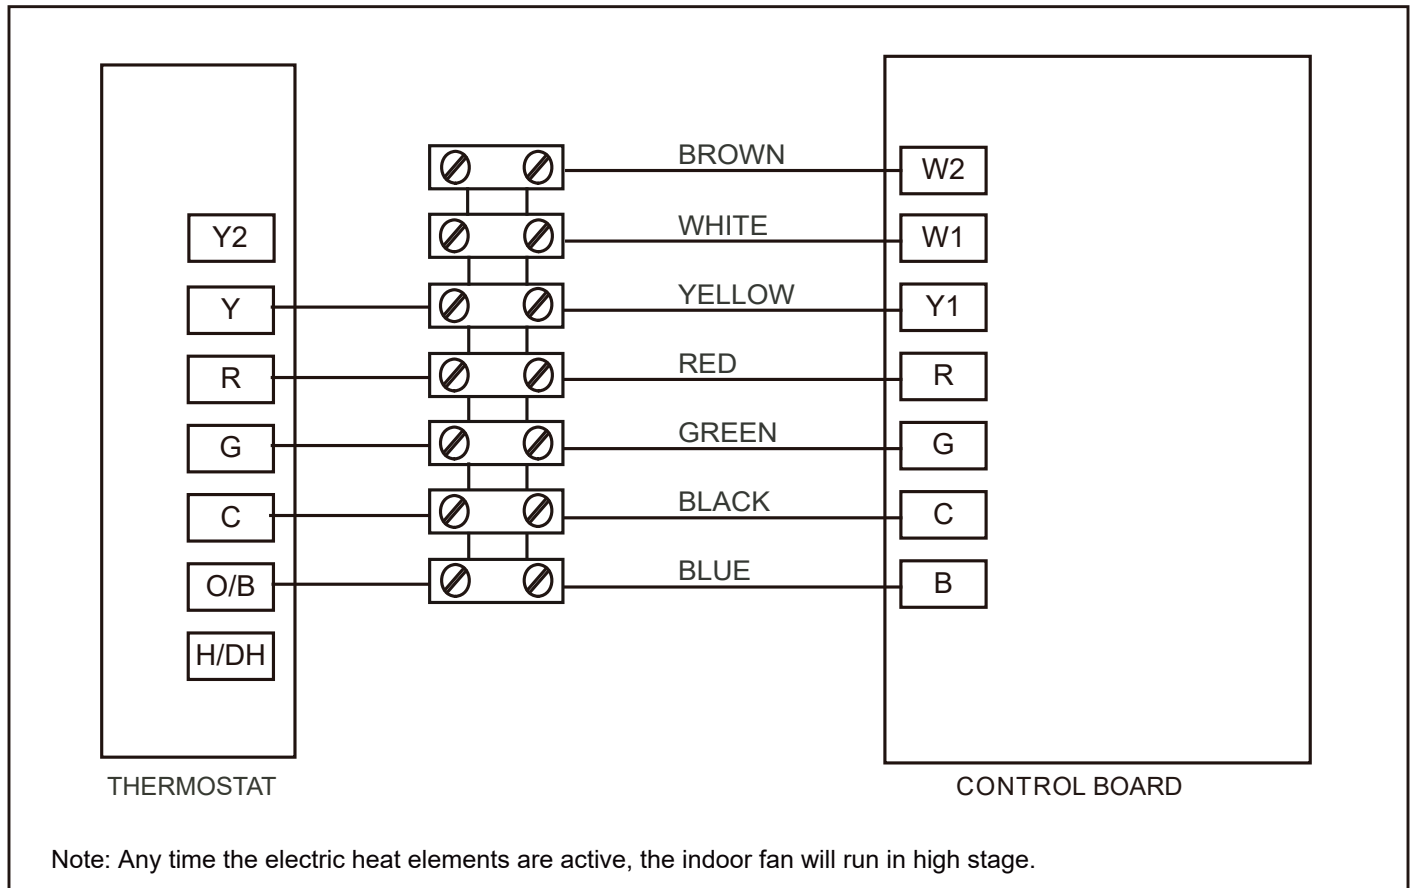 BROWN
W2
WHITE
Y2
W1
YELLOW
Y
Y1
RED
R
R
GREEN
G
G
BLACK
C
C
BLUE
O/B
B
H/DH
THERMOSTAT
CONTROL BOARD
Note: Any time the electric heat elements are active, the indoor fan will run in high stage.